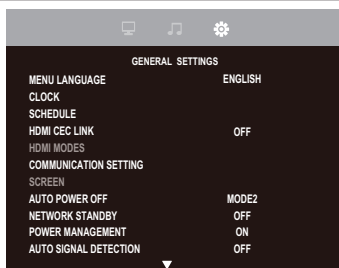 GENERAL SETTINGS
MENU LANGUAGE ENGLISH
CLOCK
SCHEDULE
HDMI CEC LINK OFF
HDMI MODES
COMMUNICATION SETTING
SCREEN
AUTO POWER OFF MODE2
NETWORK STANDBY OFF
POWER MANAGEMENT ON
AUTO SIGNAL DETECTION OFF